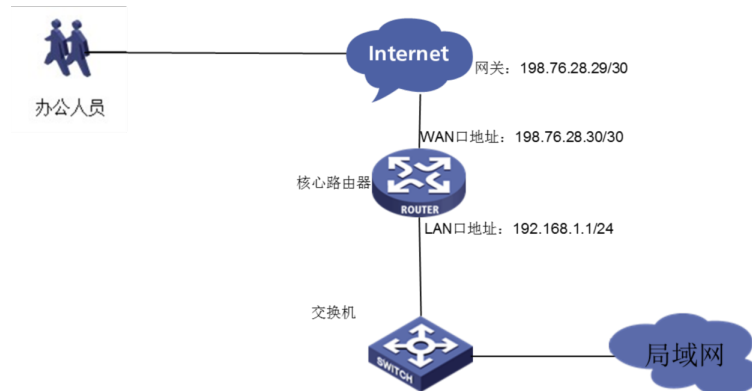 Internet
网关：198.76.28.29/30
办公人员
WAN口地址：198.76.28.30/30
核心路由器
ROUTER
LAN口地址：192.168.1.1/24
交换机
局域网
SWITCH